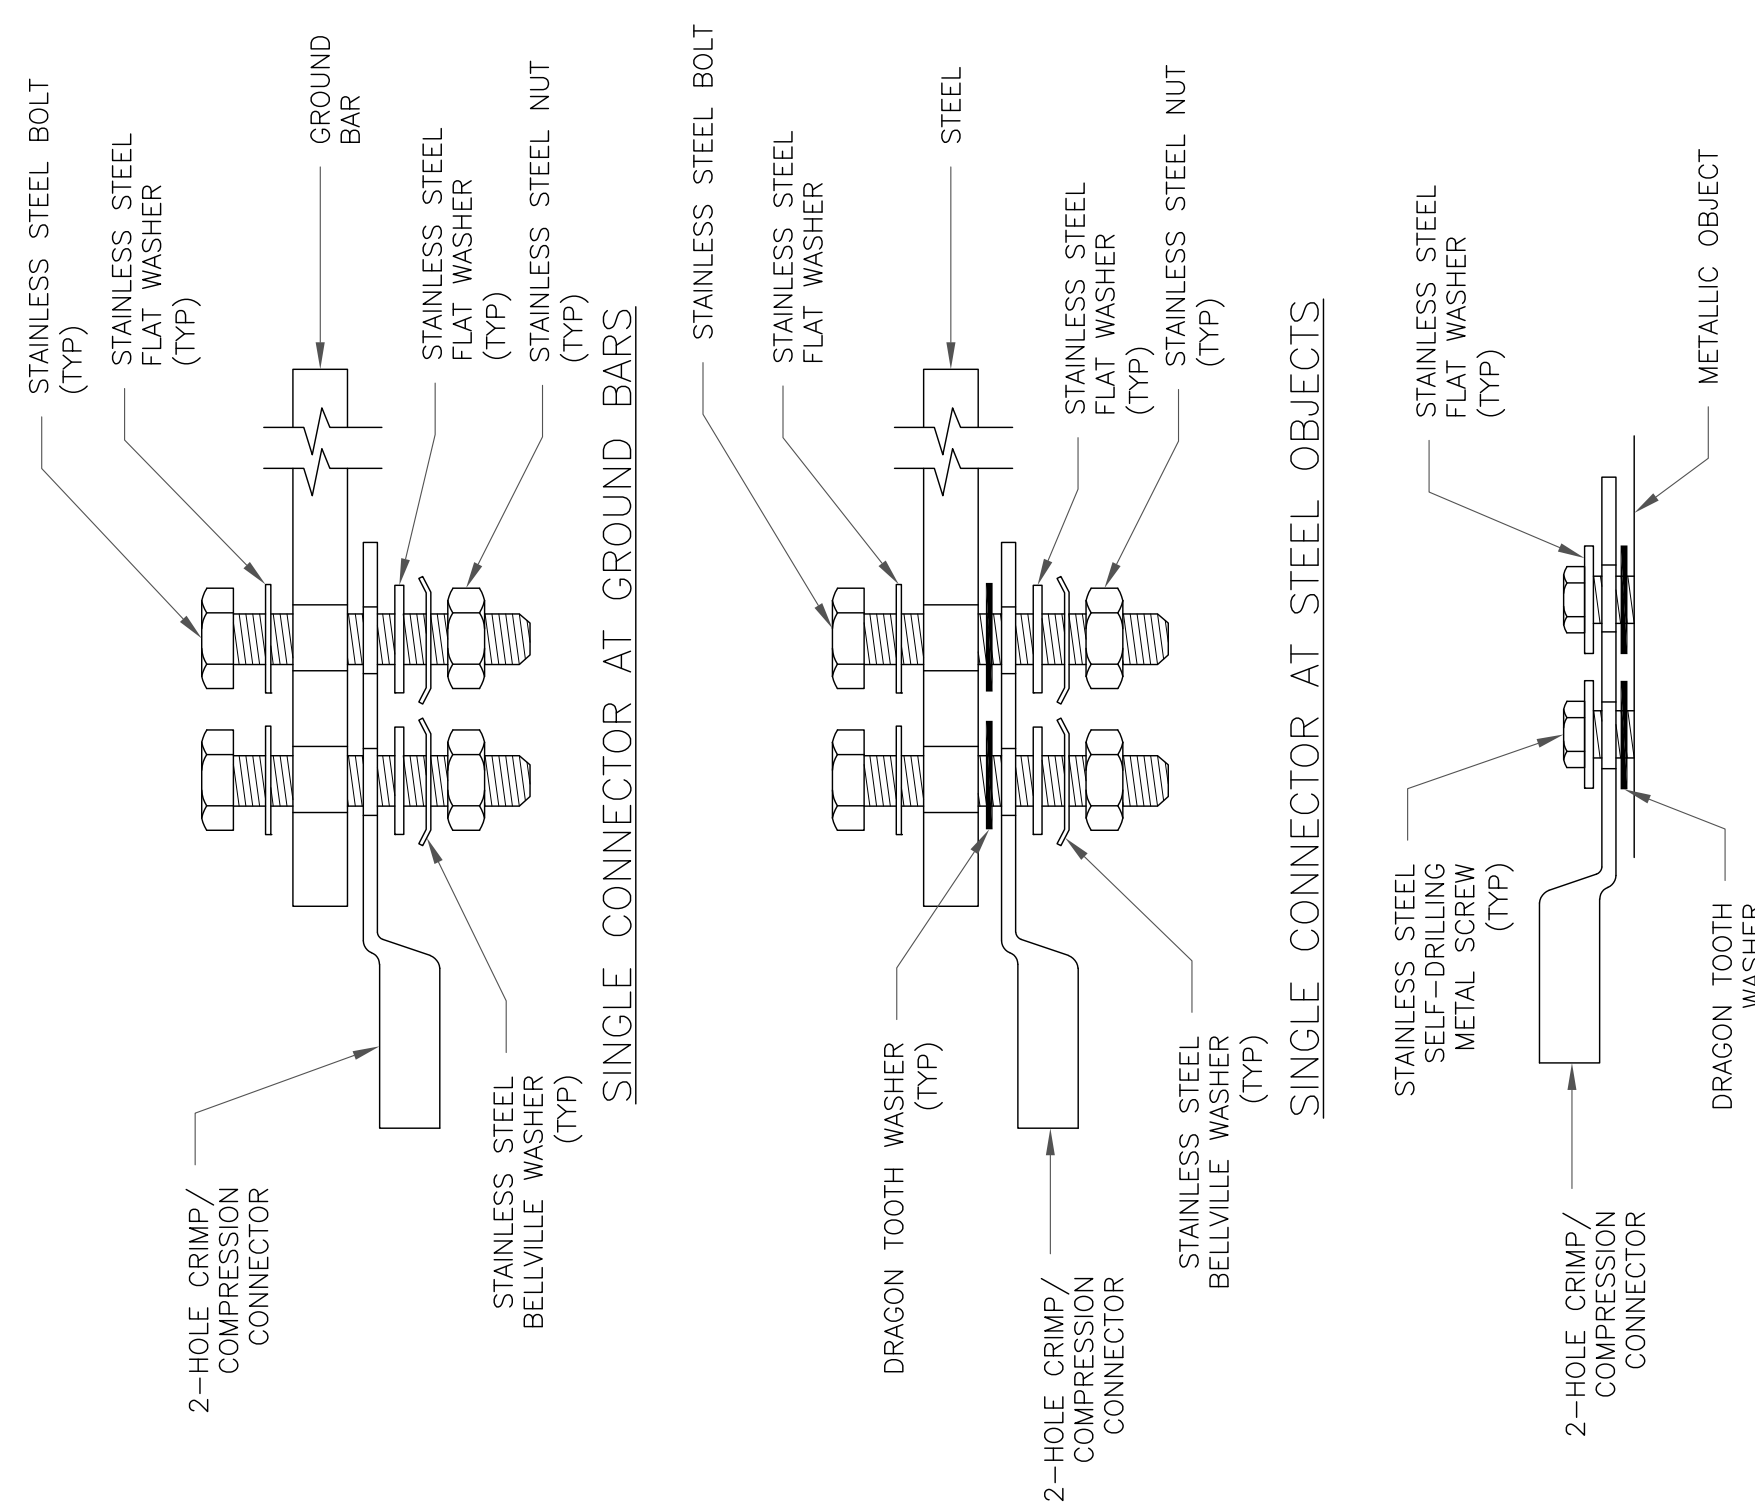 STAINLESS STEEL BOLT
(TYP)
STAINLESS STEEL
FLAT WASHER
(TYP)
GROUND
BAR
STAINLESS STEEL
FLAT WASHER
(TYP)
STAINLESS STEEL NUT
(TYP)
2-HOLE CRIMP/
COMPRESSION
CONNECTOR
STAINLESS STEEL
BELLVILLE WASHER
(TYP)
SINGLE CONNECTOR AT GROUND BARS
STAINLESS STEEL BOLT
STAINLESS STEEL
FLAT WASHER
STEEL
STAINLESS STEEL
FLAT WASHER
(TYP)
STAINLESS STEEL NUT
(TYP)
DRAGON TOOTH WASHER
(TYP)
2-HOLE CRIMP/
COMPRESSION
CONNECTOR
STAINLESS STEEL
BELLVILLE WASHER
(TYP)
SINGLE CONNECTOR AT STEEL OBJECTS
STAINLESS STEEL
FLAT WASHER
(TYP)
METALLIC OBJECT
STAINLESS STEEL
SELF-DRILLING
METAL SCREW
(TYP)
2-HOLE CRIMP/
COMPRESSION
CONNECTOR
DRAGON TOOTH
WASHER